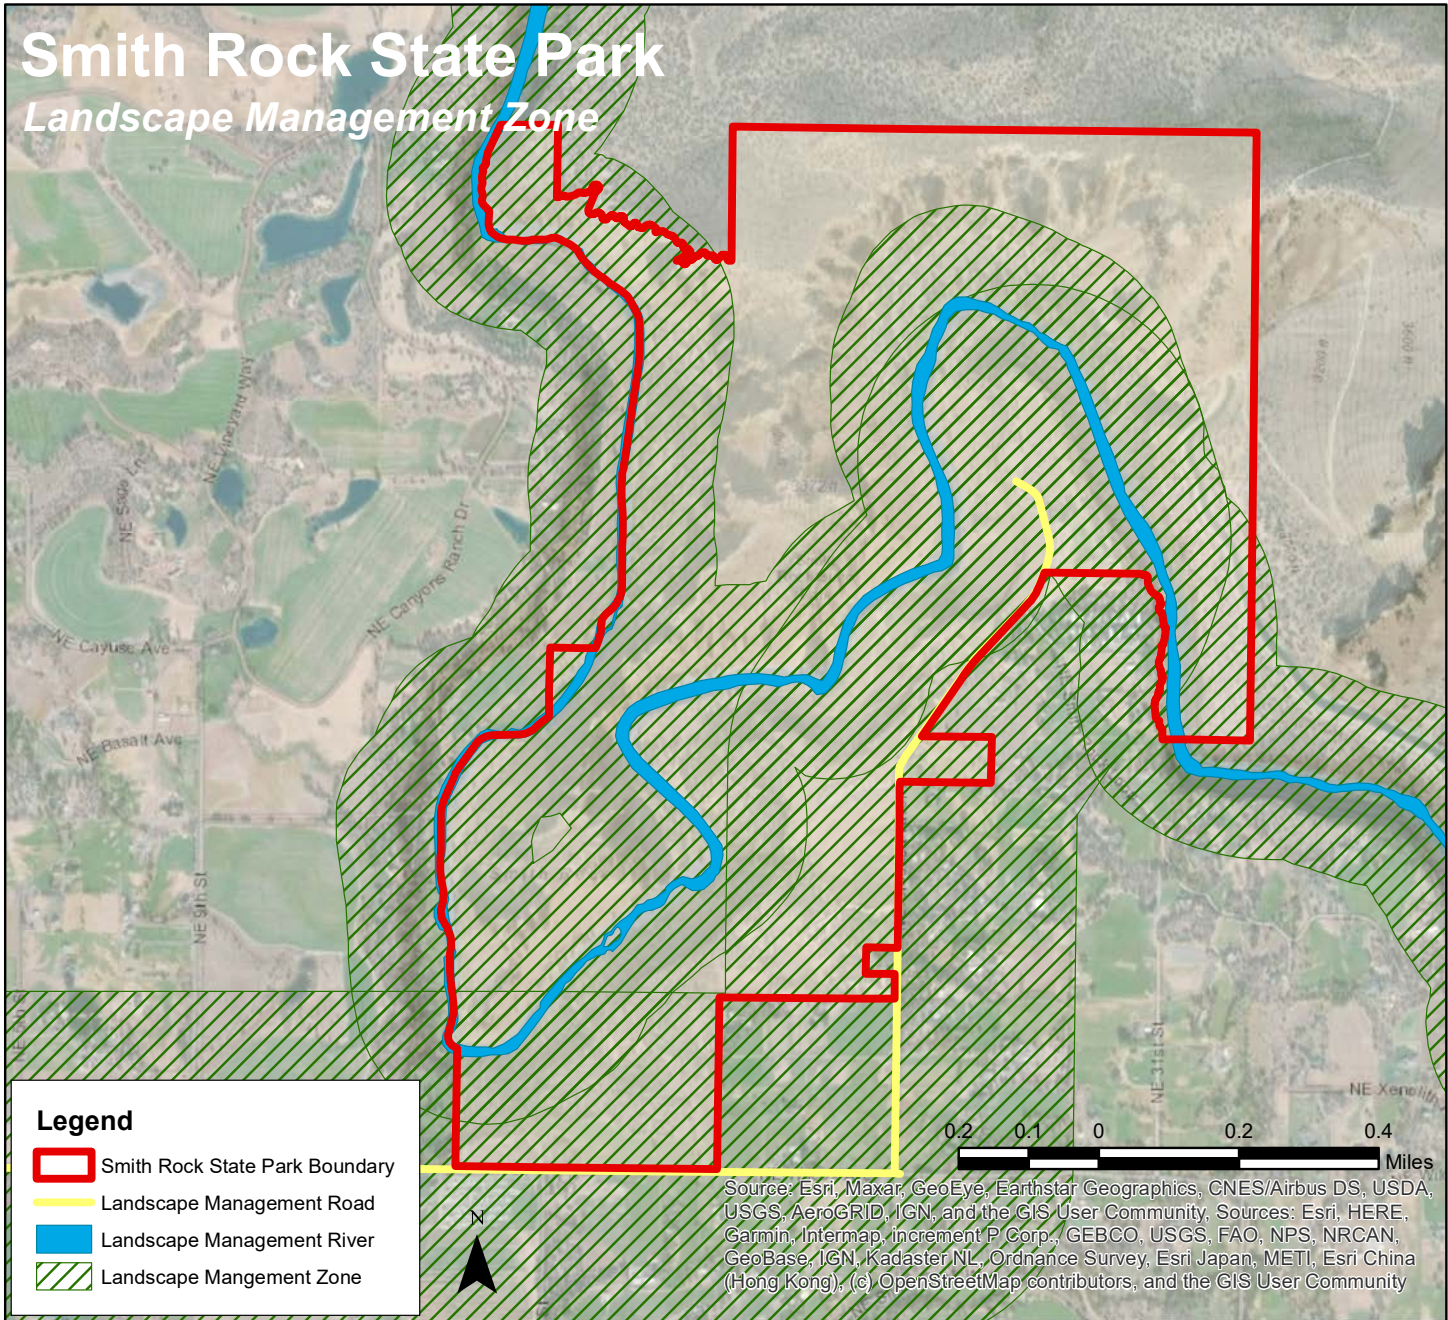 Smith Rock State Park
Landscape Management Zone
NE Vineyard Way
NE Canyons Ranch Dr
NE Cayuse Ave
NE Basalt Ave
NE 9th St
3200 ft
3600 ft
NE 31st St
NE Xenolith
Legend
Smith Rock State Park Boundary
Landscape Management Road
Landscape Management River
Landscape Mangement Zone
N
0.2 0.1 0 0.2 0.4
Miles
Source: Esri, Maxar, GeoEye, Earthstar Geographics, CNES/Airbus DS, USDA,
USGS, AeroGRID, IGN, and the GIS User Community, Sources: Esri, HERE,
Garmin, Intermap, increment P Corp., GEBCO, USGS, FAO, NPS, NRCAN,
GeoBase, IGN, Kadaster NL, Ordnance Survey, Esri Japan, METI, Esri China
(Hong Kong), (c) OpenStreetMap contributors, and the GIS User Community